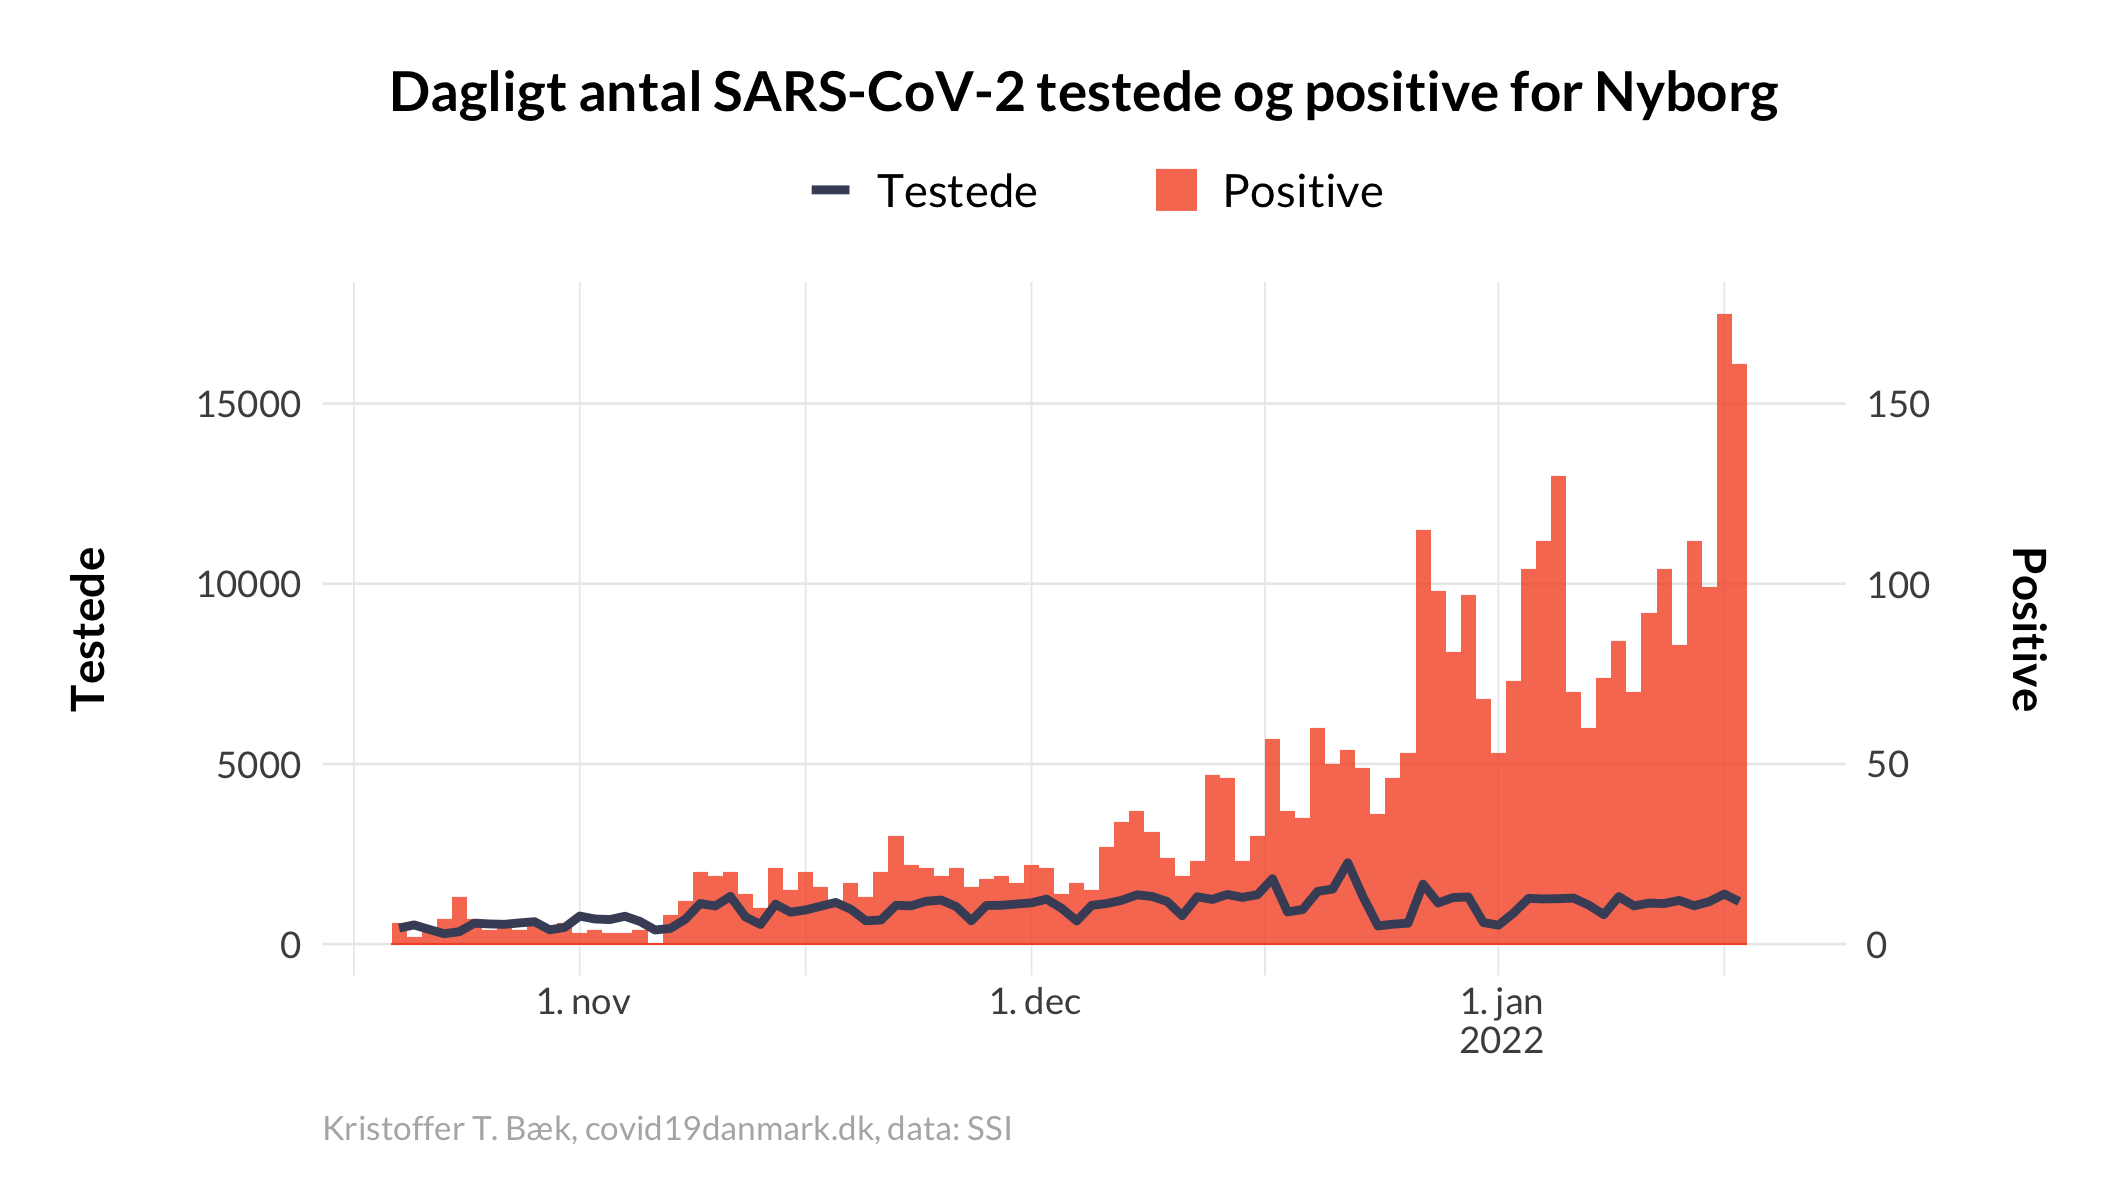 Dagligt antal SARS-CoV-2 testede og positive for Nyborg
Testede
Positive
15000
10000
5000
0
150
100
50
0
Testede
Positive
1. nov
1. dec
1. jan
2022
Kristoffer T. Bæk, covid19danmark.dk, data: SSI